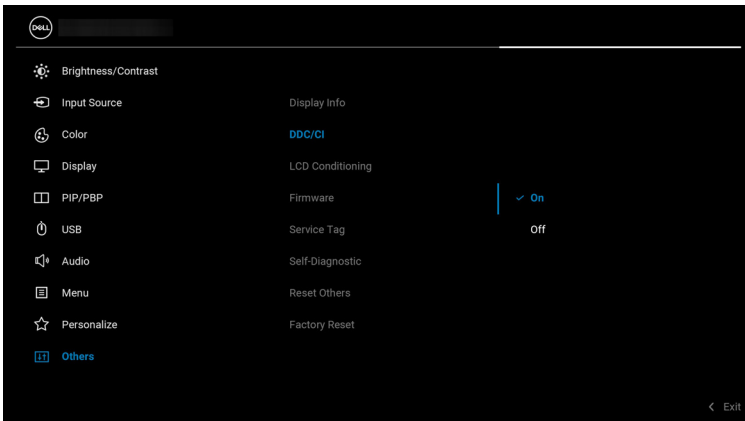 DELL
Brightness/Contrast
Input Source
Display Info
Color
DDC/CI
Display
LCD Conditioning
PIP/PBP
Firmware
On
USB
Service Tag
Off
Audio
Self-Diagnostic
Menu
Reset Others
Personalize
Factory Reset
Others
Exit